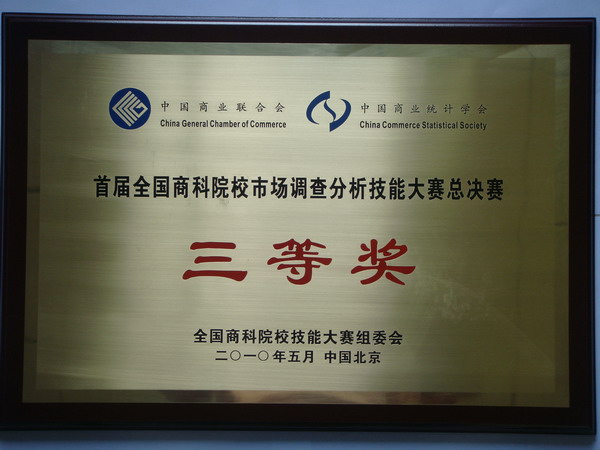 中国商业联合会
China General Chamber of Commerce
中国商业统计学会
China Commerce Statistical Society
首届全国商科院校市场调查分析技能大赛总决赛
三等奖
全国商科院校技能大赛组委会
二〇一〇年五月 中国北京